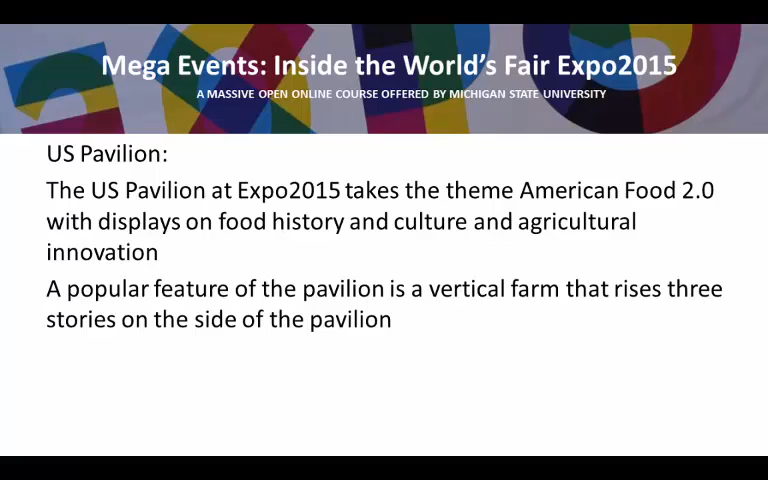 Mega Events: Inside the World's Fair Expo2015
A MASSIVE OPEN ONLINE COURSE OFFERED BY MICHIGAN STATE UNIVERSITY
US Pavilion:
The US Pavilion at Expo2015 takes the theme American Food 2.0
with displays on food history and culture and agricultural
innovation
A popular feature of the pavilion is a vertical farm that rises three
stories on the side of the pavilion